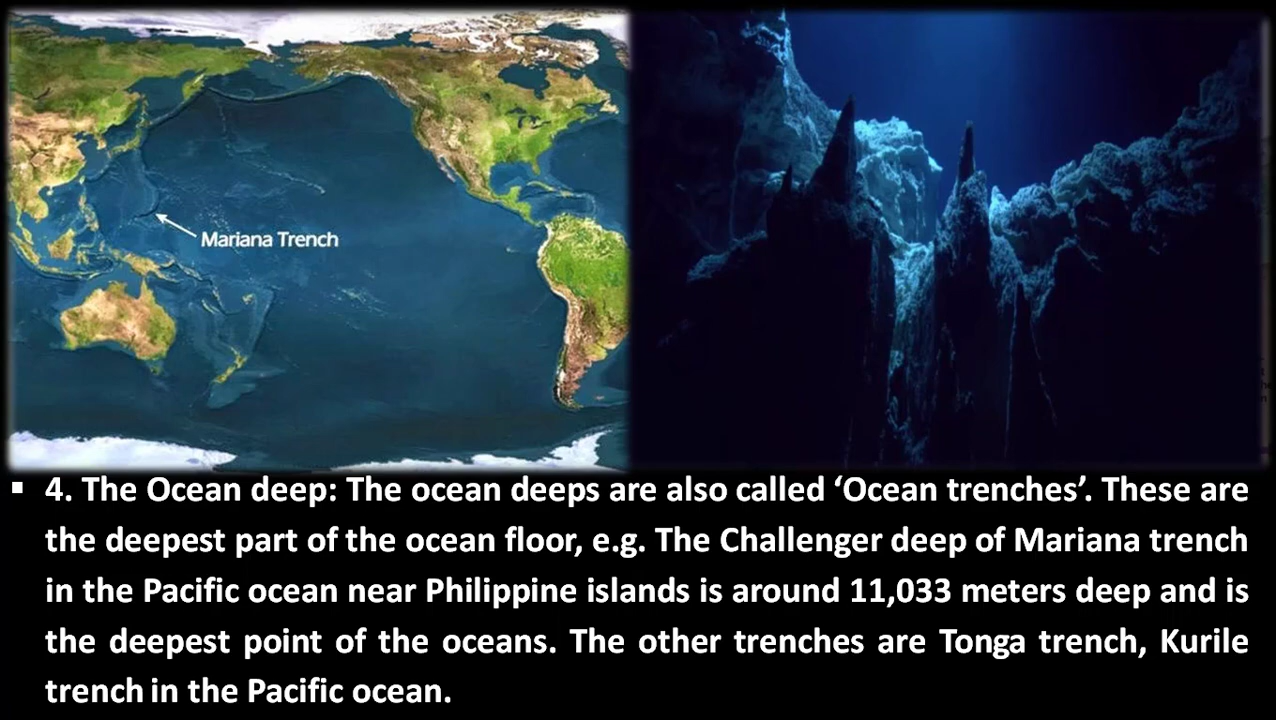 Mariana Trench
▪ 4. The Ocean deep: The ocean deeps are also called ‘Ocean trenches’. These are
the deepest part of the ocean floor, e.g. The Challenger deep of Mariana trench
in the Pacific ocean near Philippine islands is around 11,033 meters deep and is
the deepest point of the oceans. The other trenches are Tonga trench, Kurile
trench in the Pacific ocean.